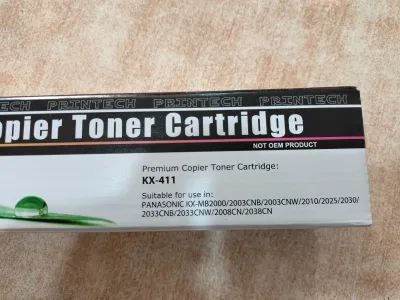 TECH PRINTECH PRINTECH PRINTECH
opier Toner Cartridge
NOT OEM PRODUCT
Premium Copier Toner Cartridge:
KX-411
Suitable for use in:
PANASONIC KX-MB2000/2003CNB/2003CNW/2010/2025/2030/
2033CNB/2033CNW/2008CN/2038CN